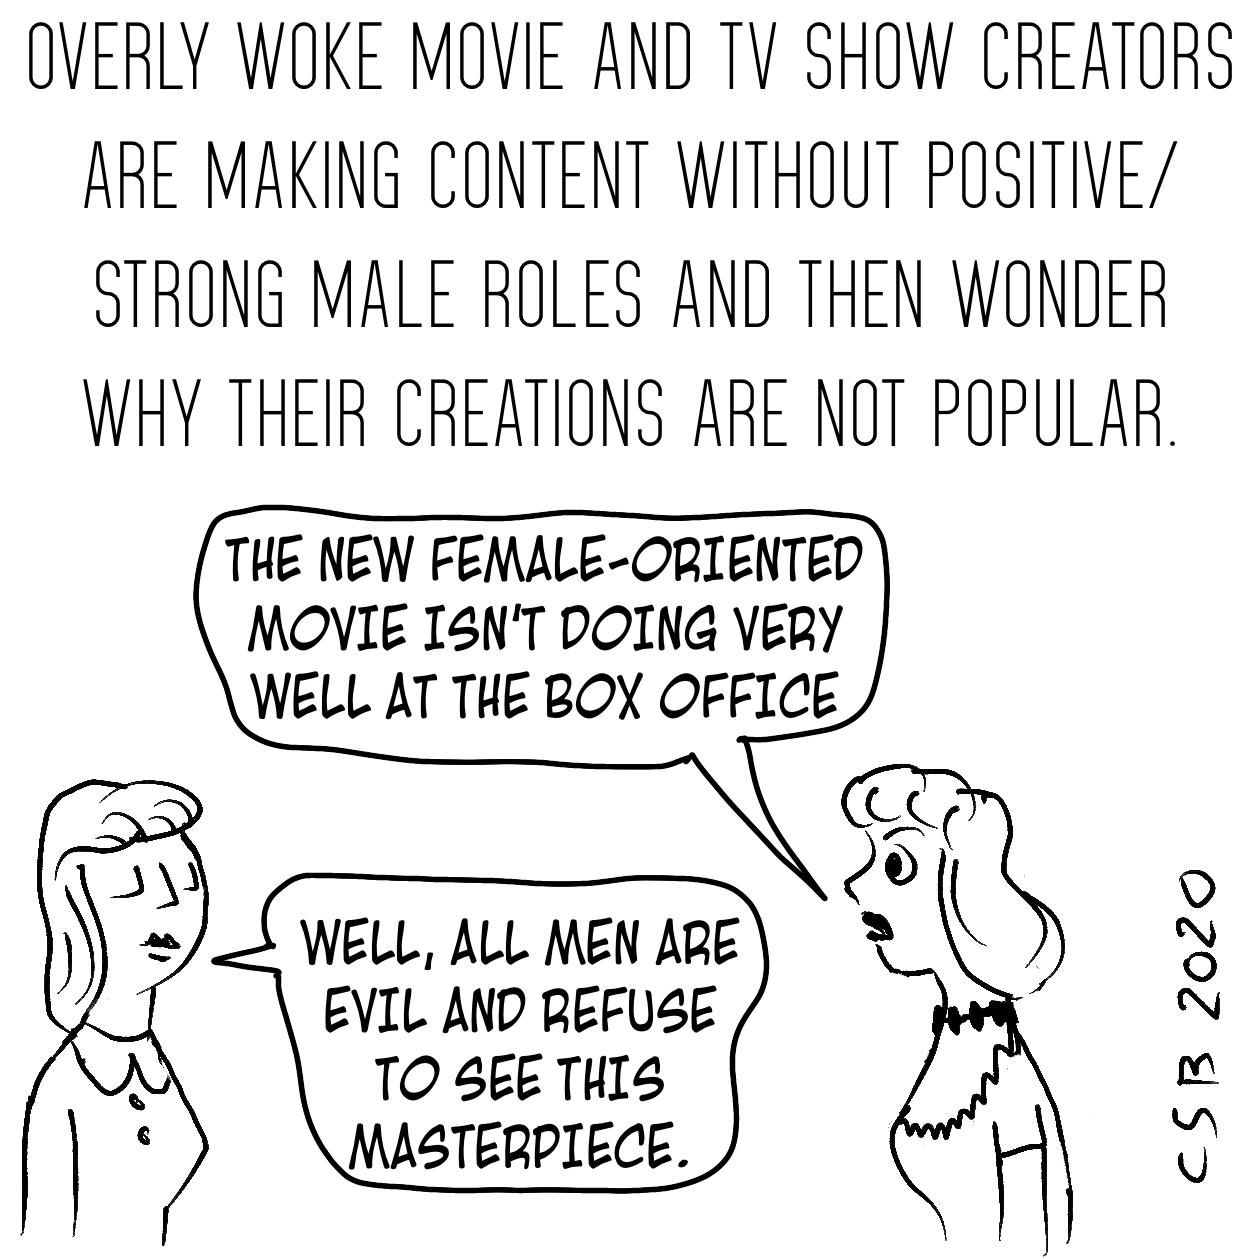 OVERLY WOKE MOVIE AND TV SHOW CREATORS
ARE MAKING CONTENT WITHOUT POSITIVE/
STRONG MALE ROLES AND THEN WONDER
WHY THEIR CREATIONS ARE NOT POPULAR.
THE NEW FEMALE-ORIENTED
MOVIE ISN'T DOING VERY
WELL AT THE BOX OFFICE
WELL, ALL MEN ARE
EVIL AND REFUSE
TO SEE THIS
MASTERPIECE.
CSB 2020